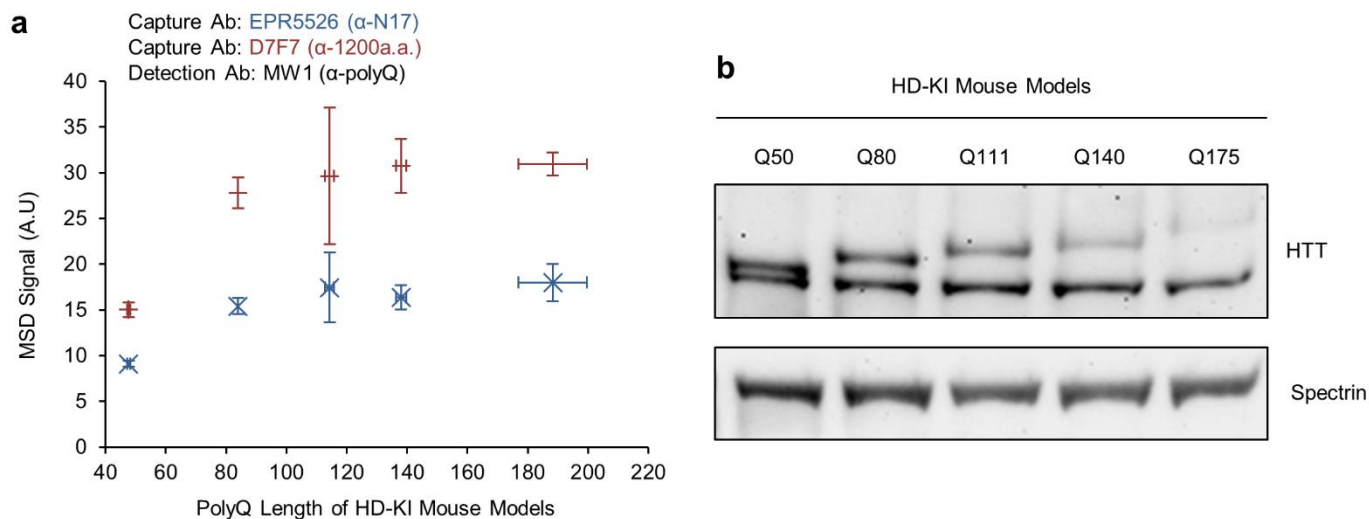 a
Capture Ab: EPR5526 (α-N17)
Capture Ab: D7F7 (α-1200a.a.)
Detection Ab: MW1 (α-polyQ)
40
35
30
25
20
15
10
5
0
MSD Signal (A.U)
40 60 80 100 120 140 160 180 200 220
PolyQ Length of HD-KI Mouse Models
b
HD-KI Mouse Models
Q50 Q80 Q111 Q140 Q175
HTT
Spectrin